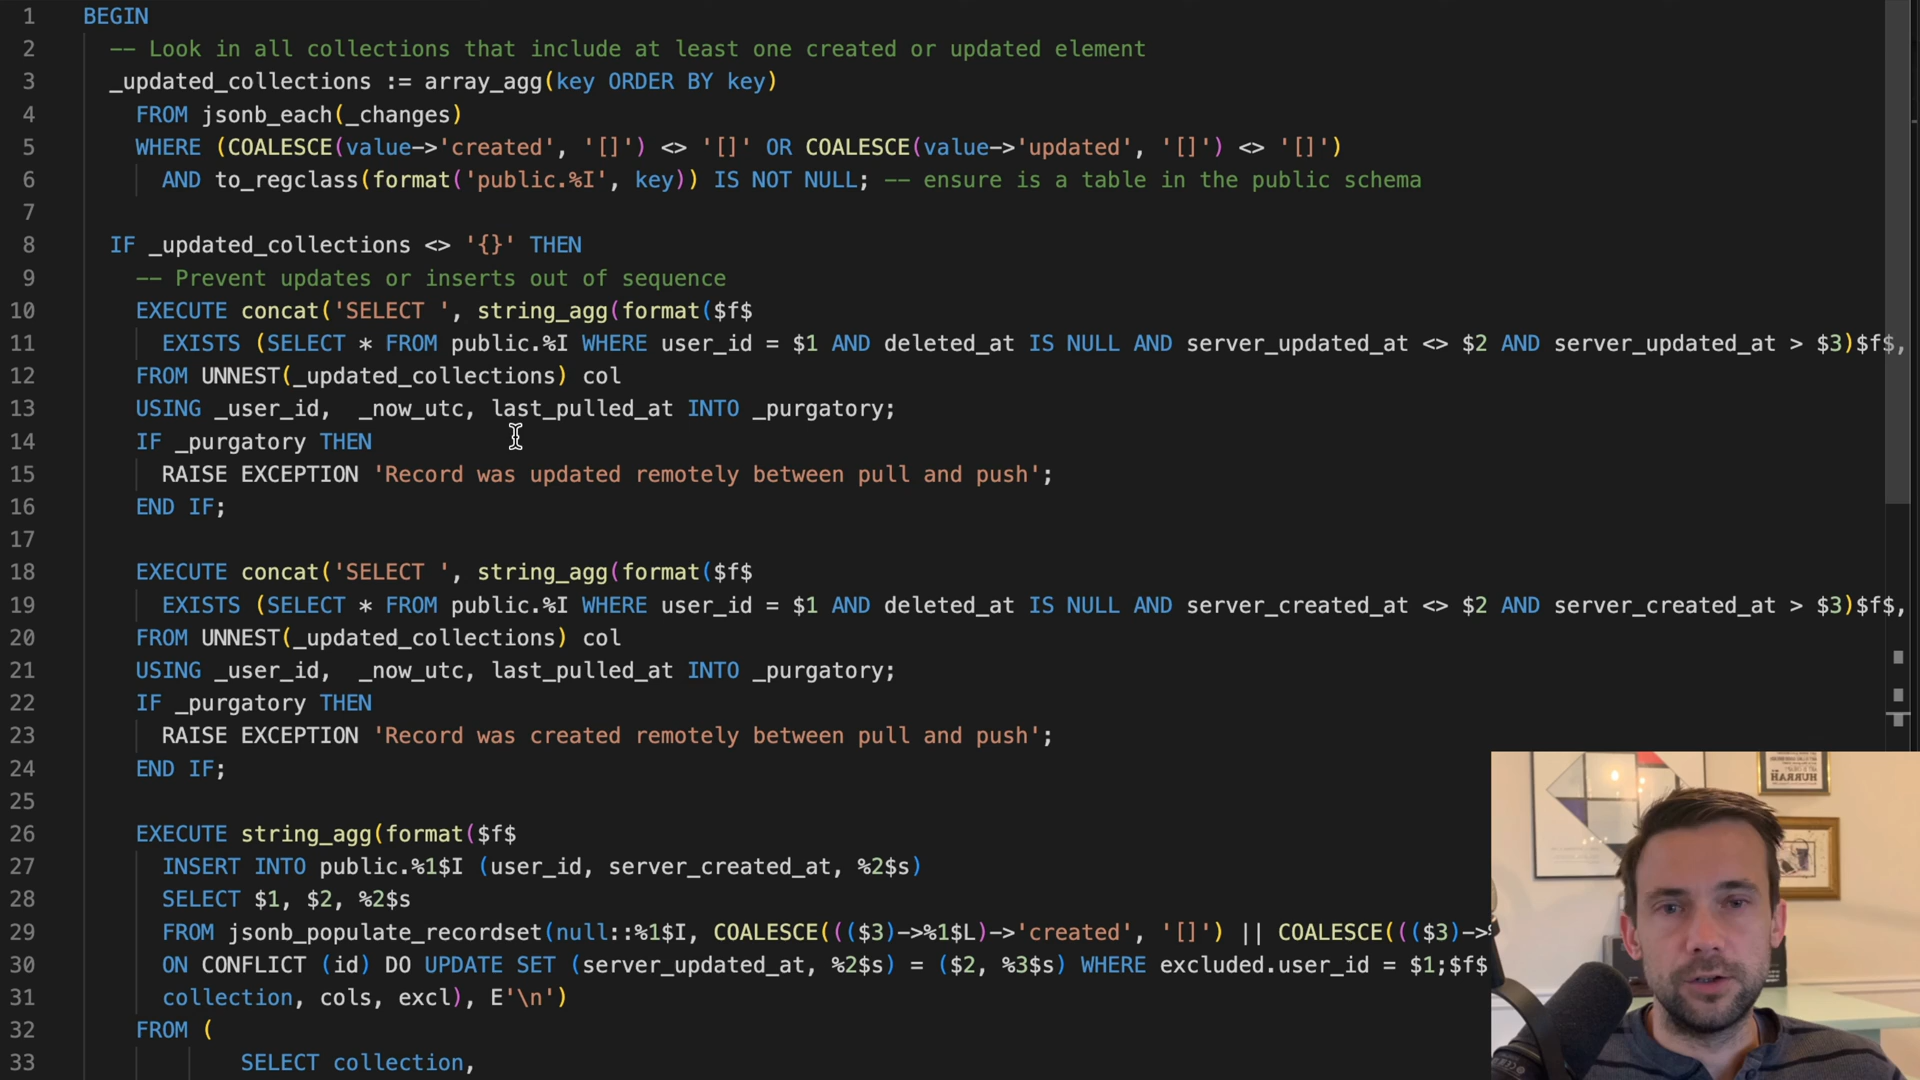 1 BEGIN
2 -- Look in all collections that include at least one created or updated element
3 _updated_collections := array_agg(key ORDER BY key)
4 FROM jsonb_each(_changes)
5 WHERE (COALESCE(value->'created', '[]') <> '[]' OR COALESCE(value->'updated', '[]') <> '[]')
6 AND to_regclass(format('public.%I', key)) IS NOT NULL; -- ensure is a table in the public schema
7
8 IF _updated_collections <> '{}' THEN
9 -- Prevent updates or inserts out of sequence
10 EXECUTE concat('SELECT ', string_agg(format($f$
11 EXISTS (SELECT * FROM public.%I WHERE user_id = $1 AND deleted_at IS NULL AND server_updated_at <> $2 AND server_updated_at > $3)$f$,
12 FROM UNNEST(_updated_collections) col
13 USING _user_id,  _now_utc, last_pulled_at INTO _purgatory;
14 IF _purgatory THEN
15 RAISE EXCEPTION 'Record was updated remotely between pull and push';
16 END IF;
17
18 EXECUTE concat('SELECT ', string_agg(format($f$
19 EXISTS (SELECT * FROM public.%I WHERE user_id = $1 AND deleted_at IS NULL AND server_created_at <> $2 AND server_created_at > $3)$f$,
20 FROM UNNEST(_updated_collections) col
21 USING _user_id,  _now_utc, last_pulled_at INTO _purgatory;
22 IF _purgatory THEN
23 RAISE EXCEPTION 'Record was created remotely between pull and push';
24 END IF;
25
26 EXECUTE string_agg(format($f$
27 INSERT INTO public.%1$I (user_id, server_created_at, %2$s)
28 SELECT $1, $2, %2$s
29 FROM jsonb_populate_recordset(null::%1$I, COALESCE((($3)->%1$L)->'created', '[]') || COALESCE((($3)->
30 ON CONFLICT (id) DO UPDATE SET (server_updated_at, %2$s) = ($2, %3$s) WHERE excluded.user_id = $1;$f$
31 collection, cols, excl), E'\n')
32 FROM (
33 SELECT collection,
HURRAH